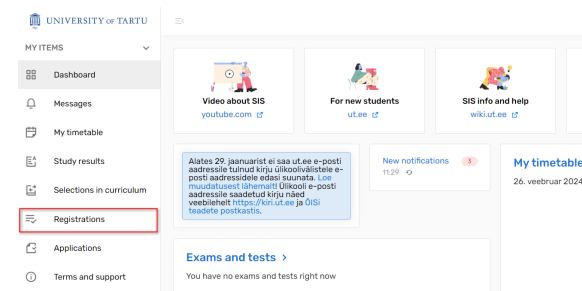 UNIVERSITY OF TARTU
MY ITEMS
Dashboard
Messages
My timetable
Study results
Selections in curriculum
Registrations
Applications
Terms and support
Video about SIS
youtube.com
For new students
ut.ee
SIS info and help
wiki.ut.ee
Alates 29. jaanuarist ei saa ut.ee e-posti
aadressile tulnud kirju ülikoolivälistele e-
posti aadressidele edasi suunata. Loe
muudatusest lähemalt! Ülikooli e-posti
aadressile saadetud kirju näed
veebilehelt https://kiri.ut.ee ja ÕISi
teadete postkastis.
New notifications 3
11:29
My timetable
26. veebruar 2024
Exams and tests >
You have no exams and tests right now